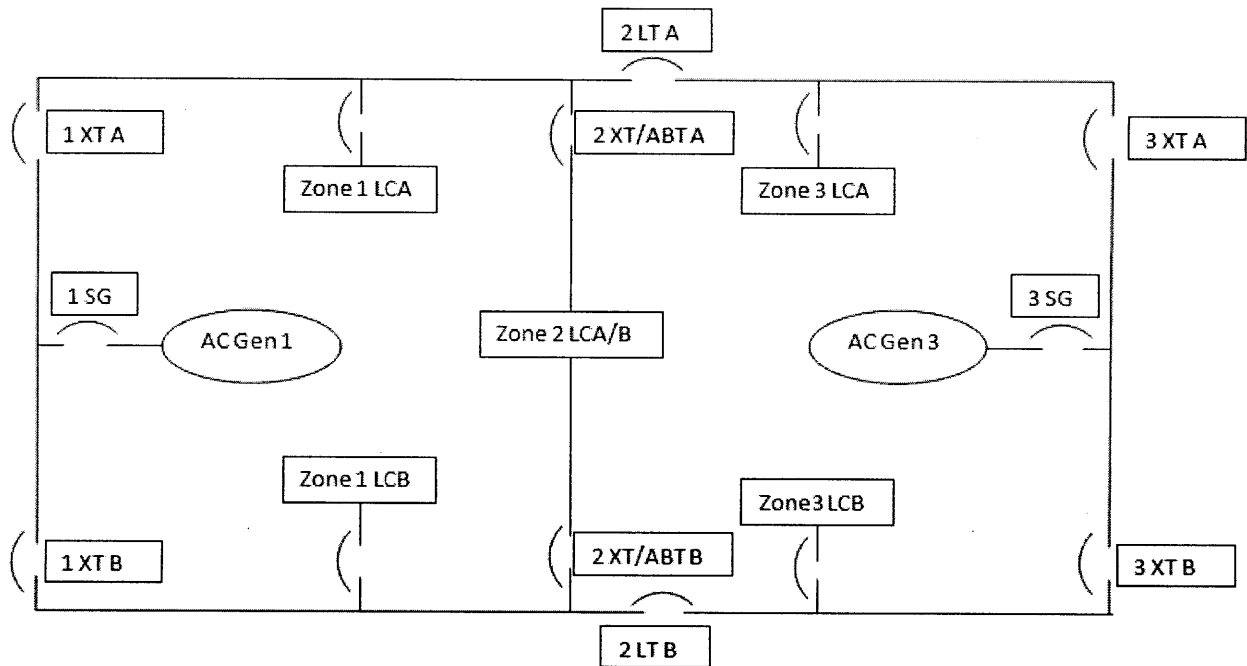 2 LT A
1 XT A
2 XT/ABT A
3 XT A
Zone 1 LCA
Zone 3 LCA
1 SG
3 SG
AC Gen 1
Zone 2 LCA/B
AC Gen 3
Zone 1 LCB
Zone3 LCB
1 XT B
2 XT/ABT B
3 XT B
2 LT B